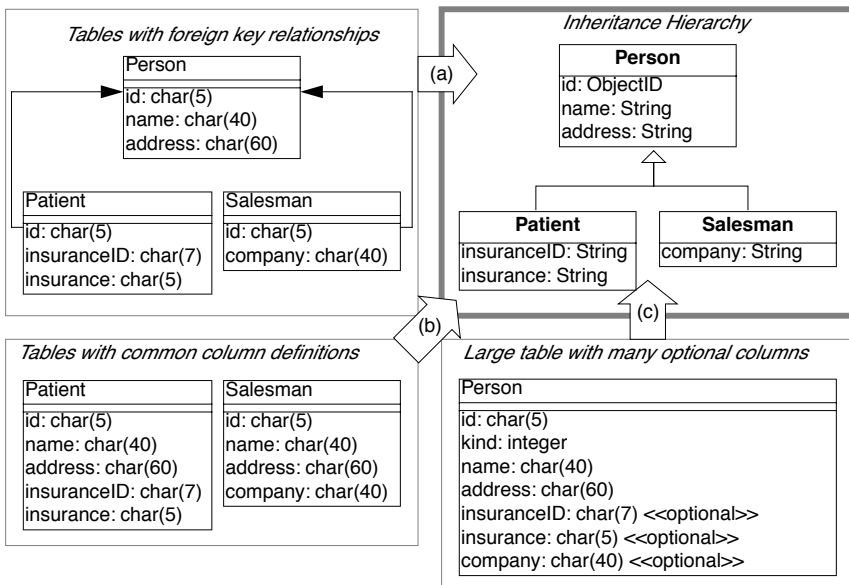 Tables with foreign key relationships
Person
id: char(5)
name: char(40)
address: char(60)
Patient
id: char(5)
insuranceID: char(7)
insurance: char(5)
Salesman
id: char(5)
company: char(40)
(a)
Inheritance Hierarchy
Person
id: ObjectID
name: String
address: String
Patient
insuranceID: String
insurance: String
Salesman
company: String
(b)
(c)
Tables with common column definitions
Patient
id: char(5)
name: char(40)
address: char(60)
insuranceID: char(7)
insurance: char(5)
Salesman
id: char(5)
name: char(40)
address: char(60)
company: char(40)
Large table with many optional columns
Person
id: char(5)
kind: integer
name: char(40)
address: char(60)
insuranceID: char(7) <<optional>>
insurance: char(5) <<optional>>
company: char(40) <<optional>>